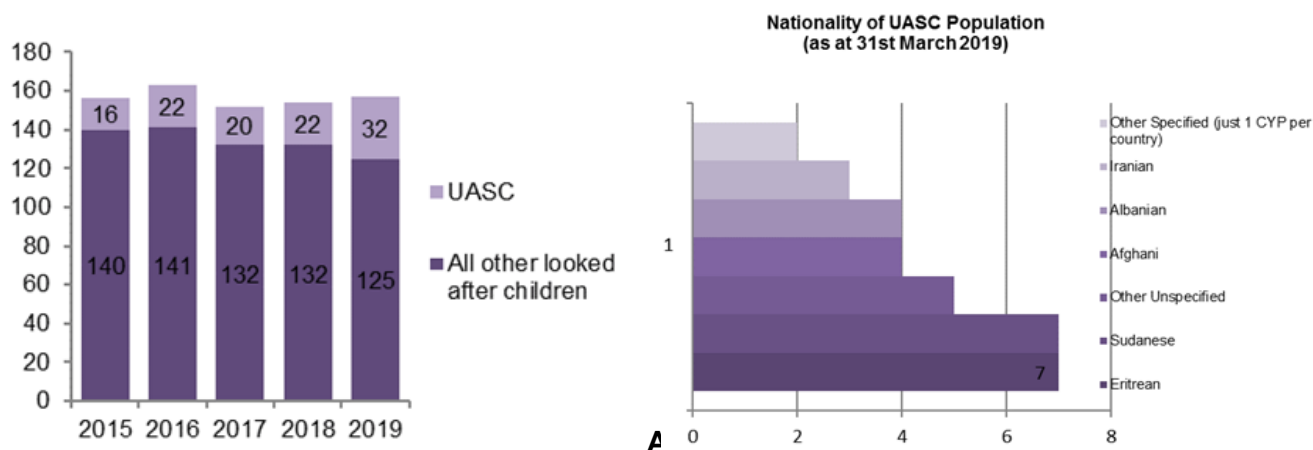 180
160
140
120
100
80
60
40
20
0
16
22
20
22
32
140
141
132
132
125
2015 2016 2017 2018 2019
UASC
All other looked
after children
Nationality of UASC Population
(as at 31st March 2019)
1
7
0 2 4 6 8
Other Specified (just 1 CYP per
country)
Iranian
Albanian
Afghani
Other Unspecified
Sudanese
Eritrean
A